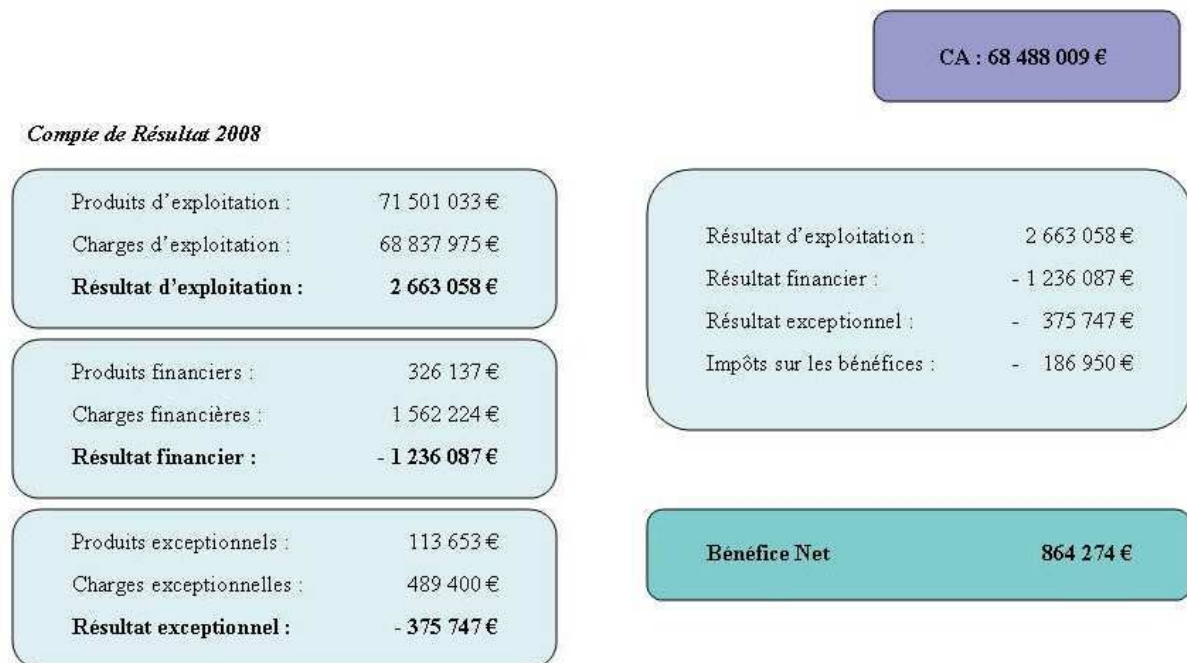 CA : 68 488 009 €
Compte de Résultat 2008
Produits d'exploitation : 71 501 033 €
Charges d'exploitation : 68 837 975 €
Résultat d'exploitation : 2 663 058 €
Produits financiers : 326 137 €
Charges financières : 1 562 224 €
Résultat financier : - 1 236 087 €
Produits exceptionnels : 113 653 €
Charges exceptionnelles : 489 400 €
Résultat exceptionnel : - 375 747 €
Résultat d'exploitation : 2 663 058 €
Résultat financier : - 1 236 087 €
Résultat exceptionnel : - 375 747 €
Impôts sur les bénéfices : - 186 950 €
Bénéfice Net 864 274 €